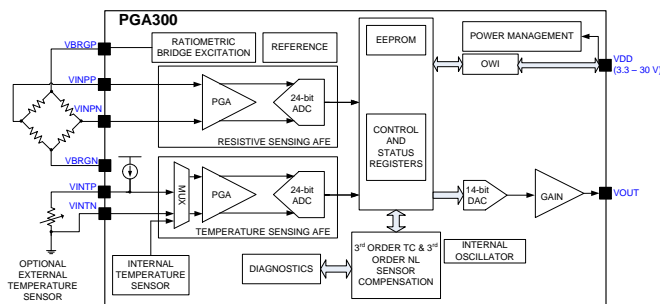 PGA300
VBRGP
RATIOMETRIC
BRIDGE EXCITATION
REFERENCE
EEPROM
POWER MANAGEMENT
OWI
VDD
(3.3 – 30 V)
VINPP
VINPN
PGA
24-bit
ADC
RESISTIVE SENSING AFE
CONTROL
AND
STATUS
REGISTERS
VBRGN
VINTP
VINTN
MUX
PGA
24-bit
ADC
TEMPERATURE SENSING AFE
14-bit
DAC
GAIN
VOUT
OPTIONAL
EXTERNAL
TEMPERATURE
SENSOR
INTERNAL
TEMPERATURE
SENSOR
DIAGNOSTICS
3rd ORDER TC & 3rd
ORDER NL
SENSOR
COMPENSATION
INTERNAL
OSCILLATOR